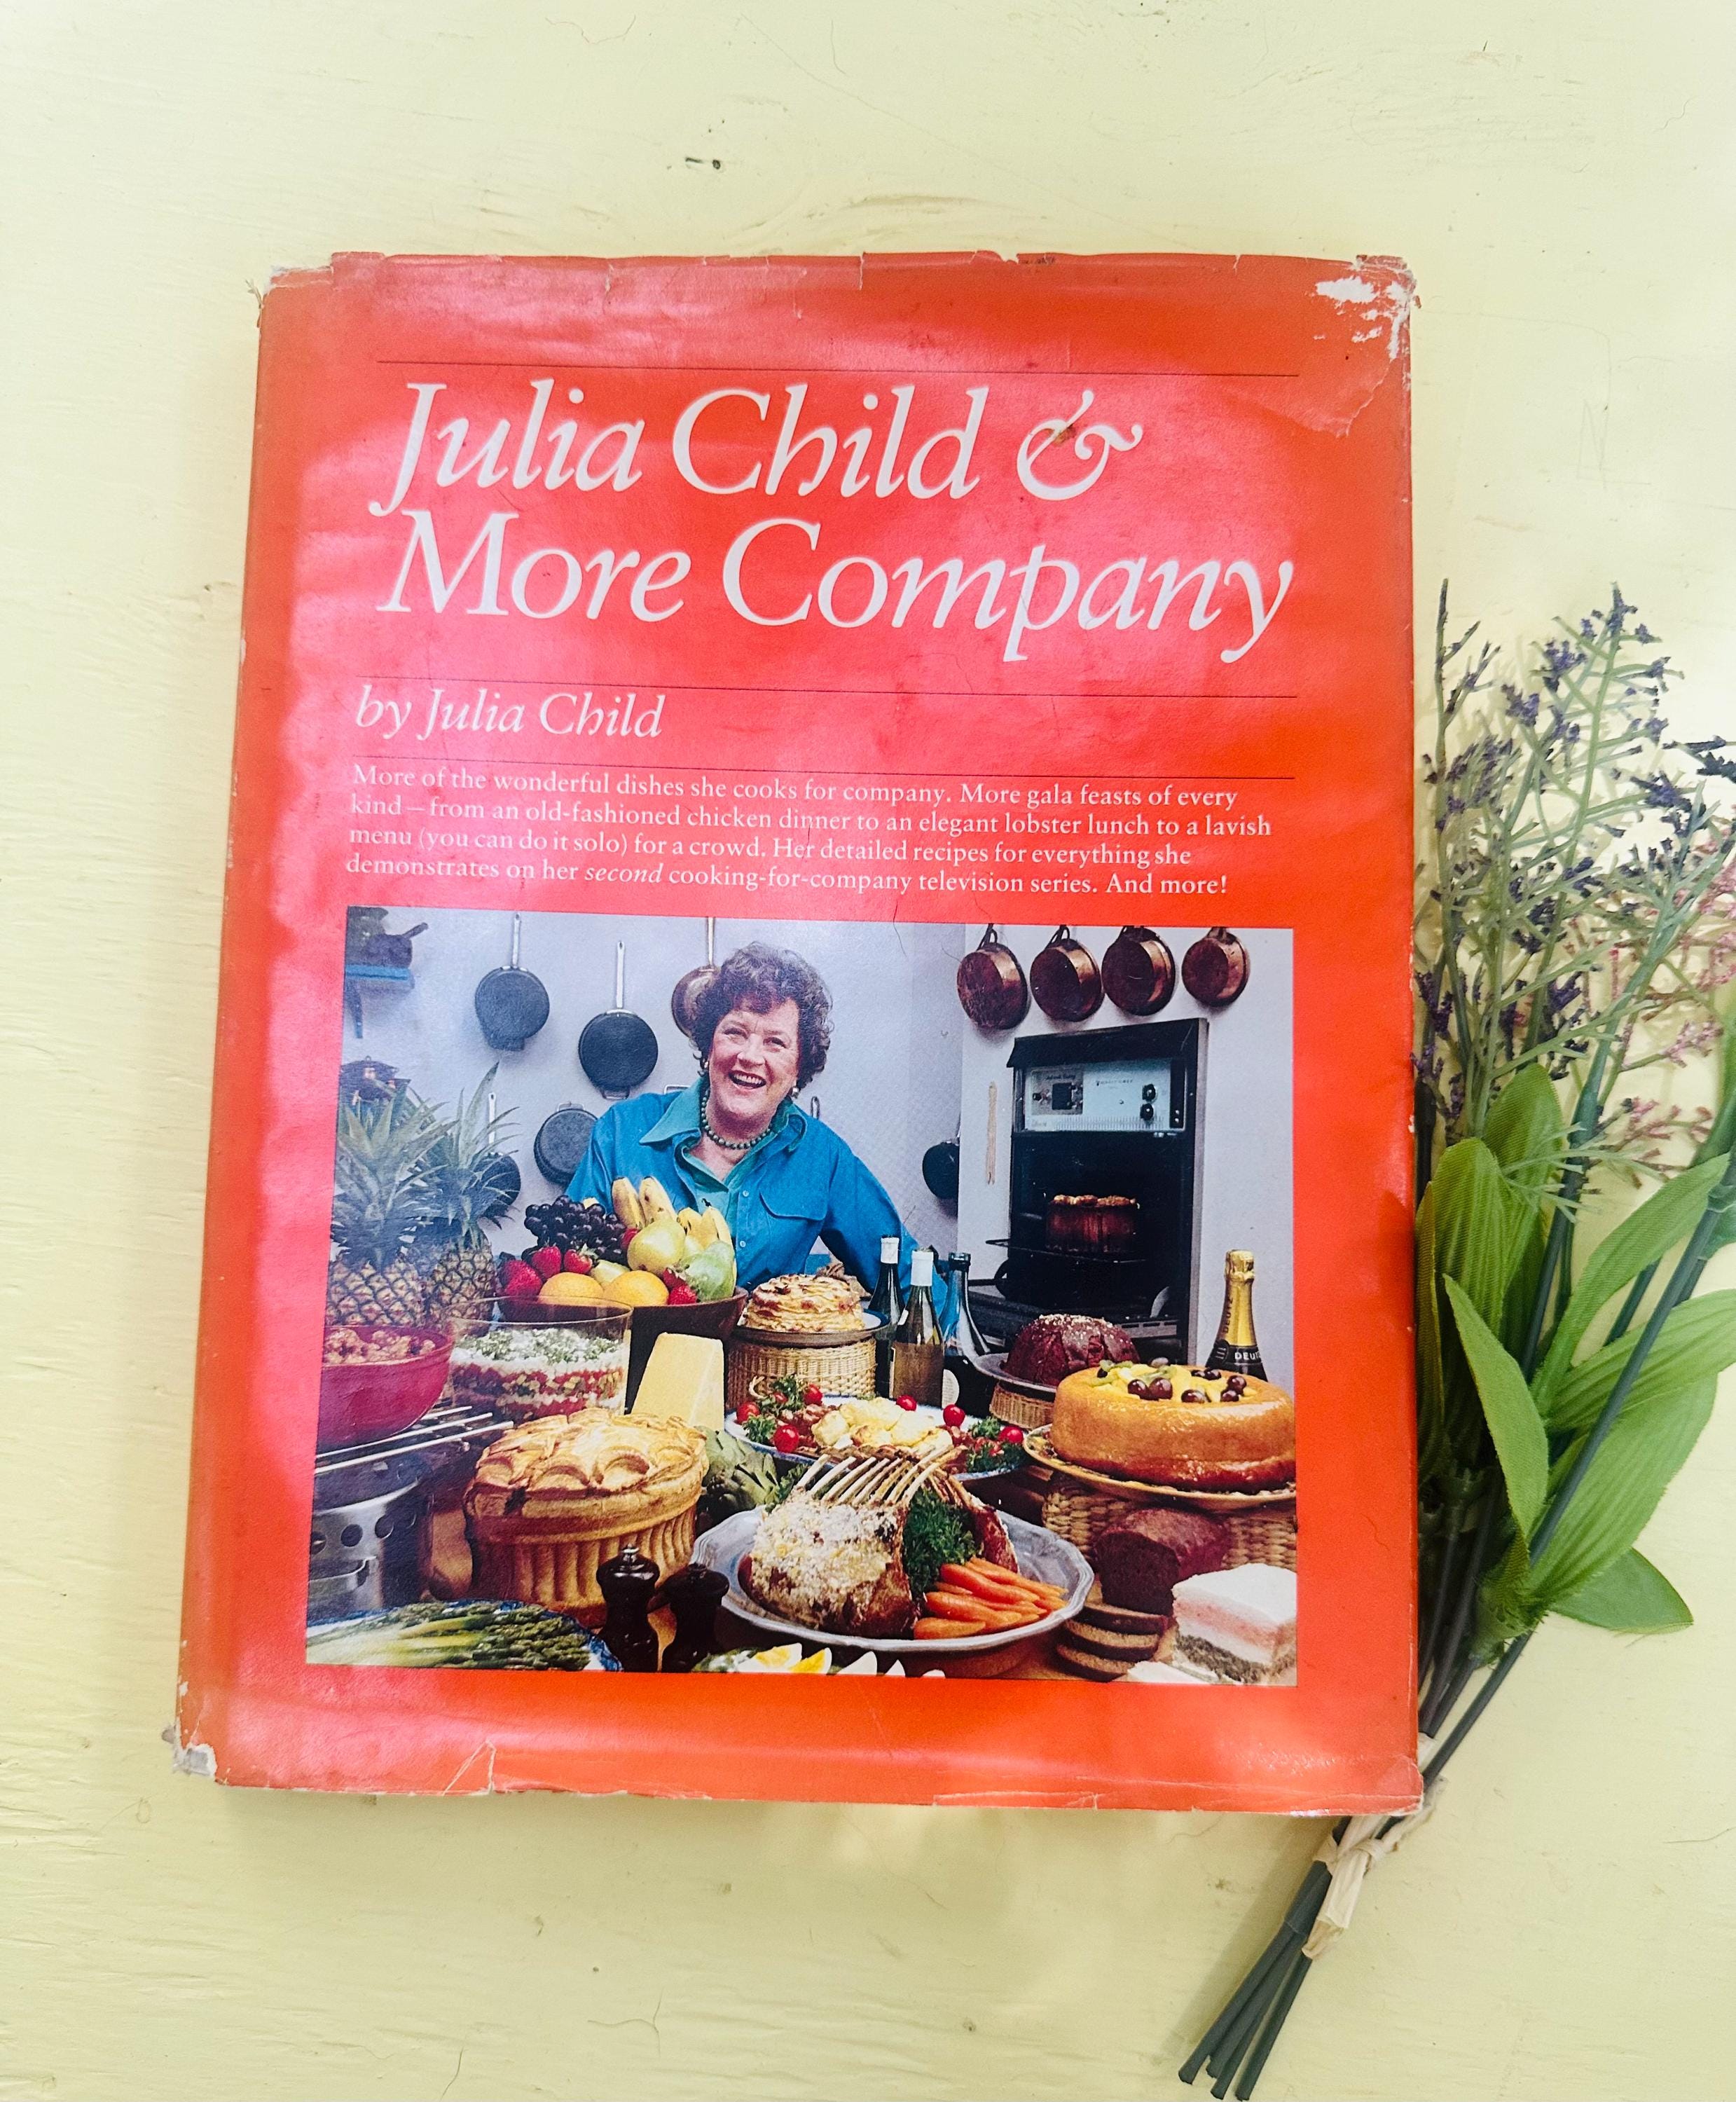 Julia Child &
More Company
by Julia Child
More of the wonderful dishes she cooks for company. More gala feasts of every
kind—from an old-fashioned chicken dinner to an elegant lobster lunch to a lavish
menu (you can do it solo) for a crowd. Her detailed recipes for everything she
demonstrates on her second cooking-for-company television series. And more!
DEUT